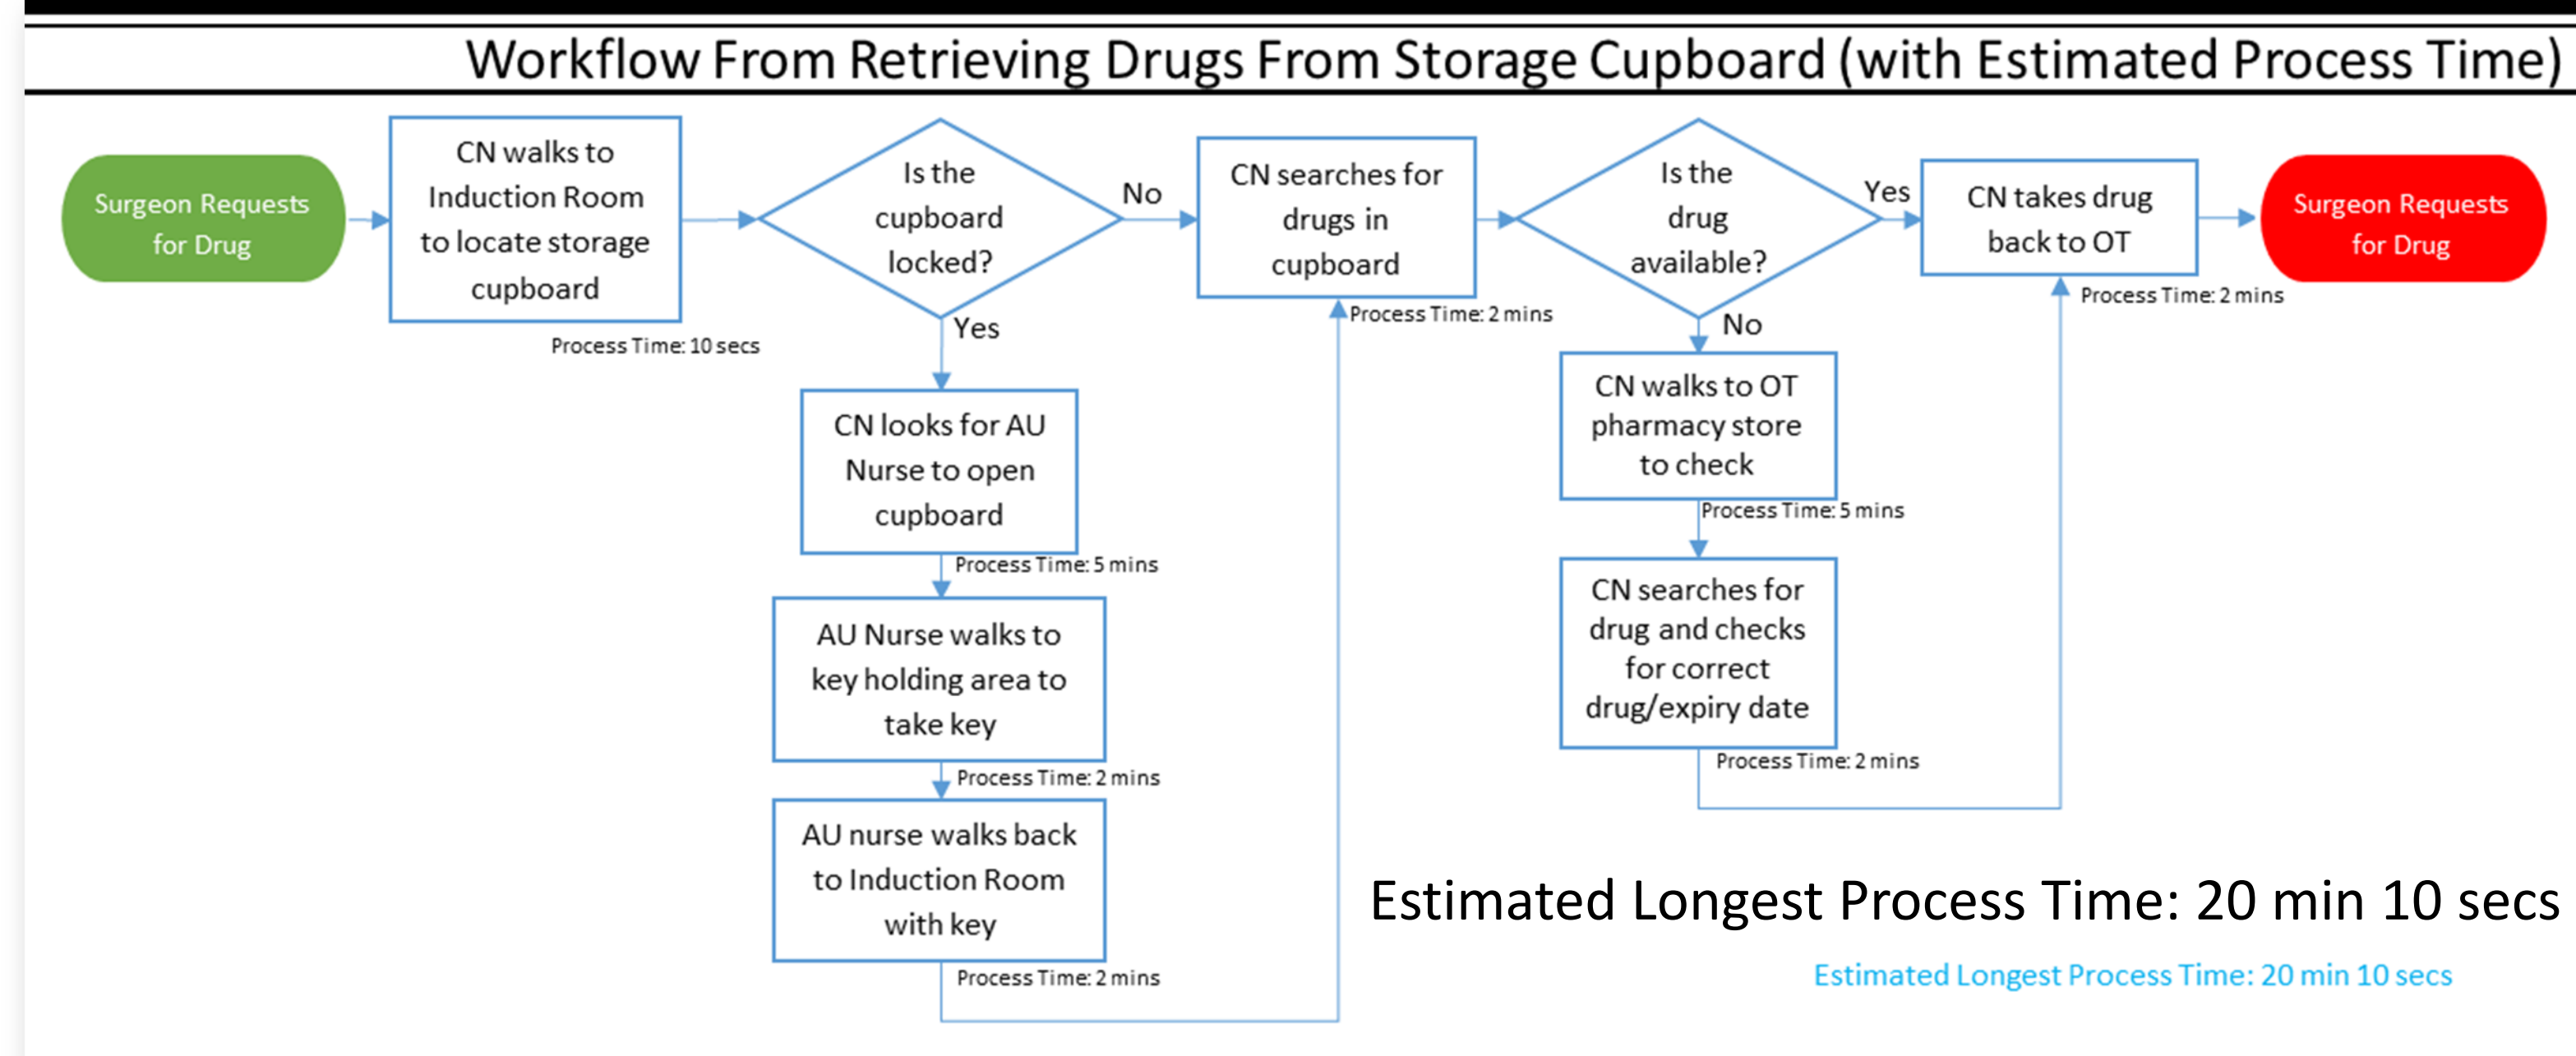 Workflow From Retrieving Drugs From Storage Cupboard (with Estimated Process Time)
Surgeon Requests
for Drug
CN walks to
Induction Room
to locate storage
cupboard
Process Time: 10 secs
Is the
cupboard
locked?
No
Yes
CN looks for AU
Nurse to open
cupboard
Process Time: 5 mins
AU Nurse walks to
key holding area to
take key
Process Time: 2 mins
AU nurse walks back
to Induction Room
with key
Process Time: 2 mins
CN searches for
drugs in
cupboard
Process Time: 2 mins
Is the
drug
available?
Yes
No
CN walks to OT
pharmacy store
to check
Process Time: 5 mins
CN searches for
drug and checks
for correct
drug/expiry date
Process Time: 2 mins
CN takes drug
back to OT
Process Time: 2 mins
Surgeon Requests
for Drug
Estimated Longest Process Time: 20 min 10 secs
Estimated Longest Process Time: 20 min 10 secs